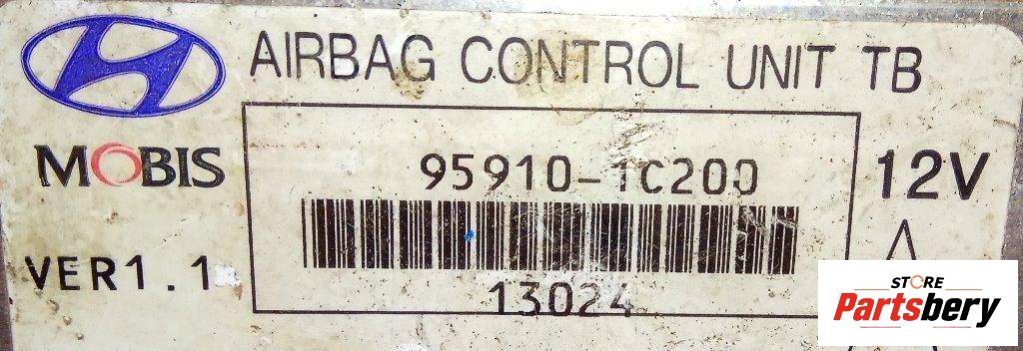 AIRBAG CONTROL UNIT TB
MOBIS
95910-1C200
12V
VER1.1
13024
A
STORE
Partsbery